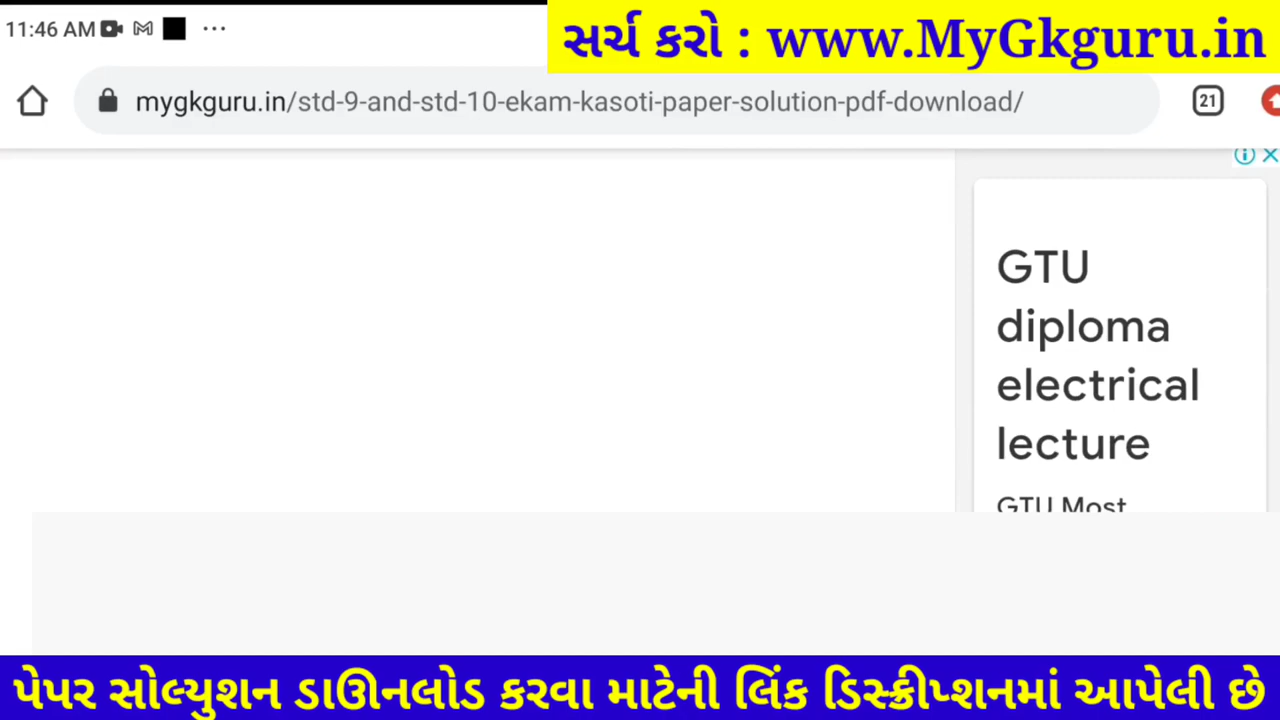 11:46 AM
સર્ચ કરો : www.MyGkguru.in
mygkguru.in/std-9-and-std-10-ekam-kasoti-paper-solution-pdf-download/
21
GTU
diploma
electrical
lecture
GTU Most
પેપર સોલ્યુશન ડાઊનલોડ કરવા માટેની લિંક ડિસ્ક્રીપ્શનમાં આપેલી છે